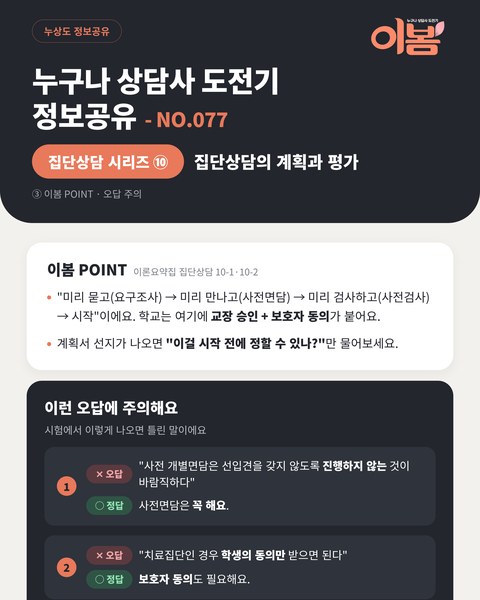 누상도 정보공유
누구나 상담사 도전기
이봄
누구나 상담사 도전기
정보공유 - NO.077
집단상담 시리즈 ⑩ 집단상담의 계획과 평가
③ 이봄 POINT · 오답 주의
이봄 POINT 이론요약집 집단상담 10-1·10-2
• "미리 묻고(요구조사) → 미리 만나고(사전면담) → 미리 검사하고(사전검사)
→ 시작"이에요. 학교는 여기에 교장 승인 + 보호자 동의가 붙어요.
• 계획서 선지가 나오면 "이걸 시작 전에 정할 수 있나?"만 물어보세요.
이런 오답에 주의해요
시험에서 이렇게 나오면 틀린 말이에요
1
✕ 오답 "사전 개별면담은 선입견을 갖지 않도록 진행하지 않는 것이
바람직하다"
○ 정답 사전면담은 꼭 해요.
2
✕ 오답 "치료집단인 경우 학생의 동의만 받으면 된다"
○ 정답 보호자 동의도 필요해요.